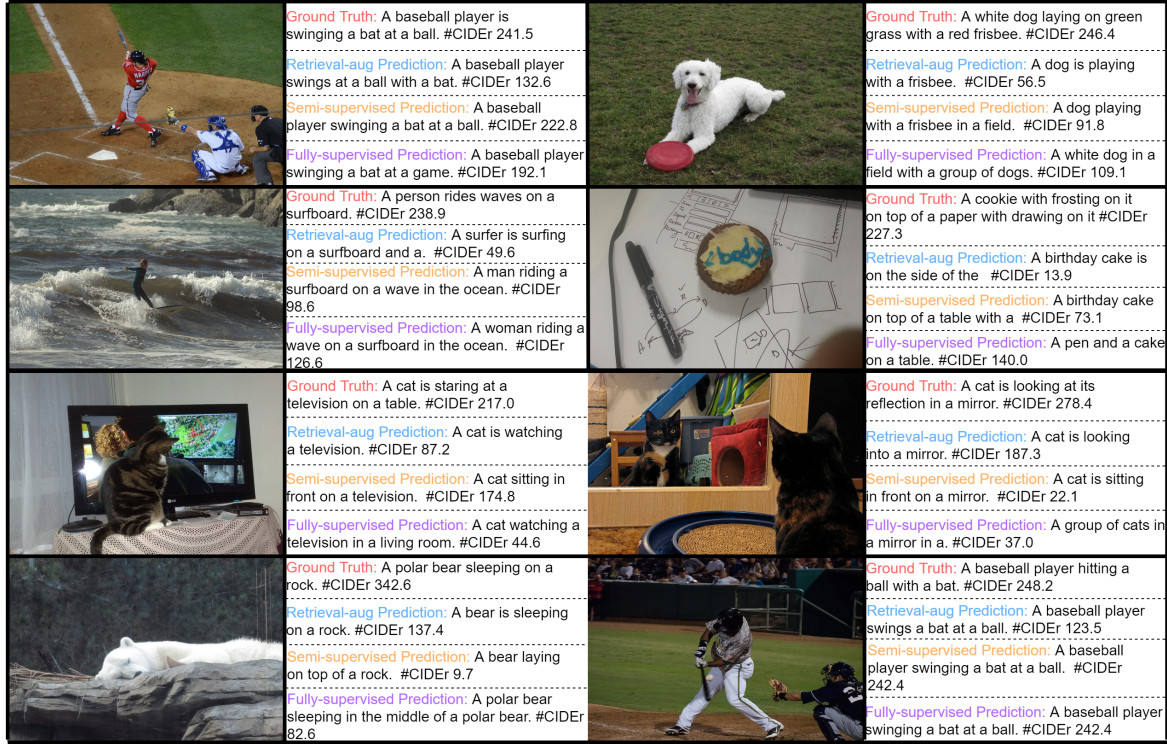 Ground Truth: A baseball player is
swinging a bat at a ball. #CIDEr 241.5
Retrieval-aug Prediction: A baseball player
swings at a ball with a bat. #CIDEr 132.6
Semi-supervised Prediction: A baseball
player swinging a bat at a ball. #CIDEr 222.8
Fully-supervised Prediction: A baseball player
swinging a bat at a game. #CIDEr 192.1
Ground Truth: A white dog laying on green
grass with a red frisbee. #CIDEr 246.4
Retrieval-aug Prediction: A dog is playing
with a frisbee. #CIDEr 56.5
Semi-supervised Prediction: A dog playing
with a frisbee in a field. #CIDEr 91.8
Fully-supervised Prediction: A white dog in a
field with a group of dogs. #CIDEr 109.1
Ground Truth: A person rides waves on a
surfboard. #CIDEr 238.9
Retrieval-aug Prediction: A surfer is surfing
on a surfboard and a. #CIDEr 49.6
Semi-supervised Prediction: A man riding a
surfboard on a wave in the ocean. #CIDEr
98.6
Fully-supervised Prediction: A woman riding a
wave on a surfboard in the ocean. #CIDEr
126.6
body
Ground Truth: A cookie with frosting on it
on top of a paper with drawing on it #CIDEr
227.3
Retrieval-aug Prediction: A birthday cake is
on the side of the #CIDEr 13.9
Semi-supervised Prediction: A birthday cake
on top of a table with a #CIDEr 73.1
Fully-supervised Prediction: A pen and a cake
on a table. #CIDEr 140.0
Ground Truth: A cat is staring at a
television on a table. #CIDEr 217.0
Retrieval-aug Prediction: A cat is watching
a television. #CIDEr 87.2
Semi-supervised Prediction: A cat sitting in
front on a television. #CIDEr 174.8
Fully-supervised Prediction: A cat watching a
television in a living room. #CIDEr 44.6
Ground Truth: A cat is looking at its
reflection in a mirror. #CIDEr 278.4
Retrieval-aug Prediction: A cat is looking
into a mirror. #CIDEr 187.3
Semi-supervised Prediction: A cat is sitting
in front on a mirror. #CIDEr 22.1
Fully-supervised Prediction: A group of cats in
a mirror in a. #CIDEr 37.0
Ground Truth: A polar bear sleeping on a
rock. #CIDEr 342.6
Retrieval-aug Prediction: A bear is sleeping
on a rock. #CIDEr 137.4
Semi-supervised Prediction: A bear laying
on top of a rock. #CIDEr 9.7
Fully-supervised Prediction: A polar bear
sleeping in the middle of a polar bear. #CIDEr
82.6
Ground Truth: A baseball player hitting a
ball with a bat. #CIDEr 248.2
Retrieval-aug Prediction: A baseball player
swings a bat at a ball. #CIDEr 123.5
Semi-supervised Prediction: A baseball
player swinging a bat at a ball. #CIDEr
242.4
Fully-supervised Prediction: A baseball player
swinging a bat at a ball. #CIDEr 242.4